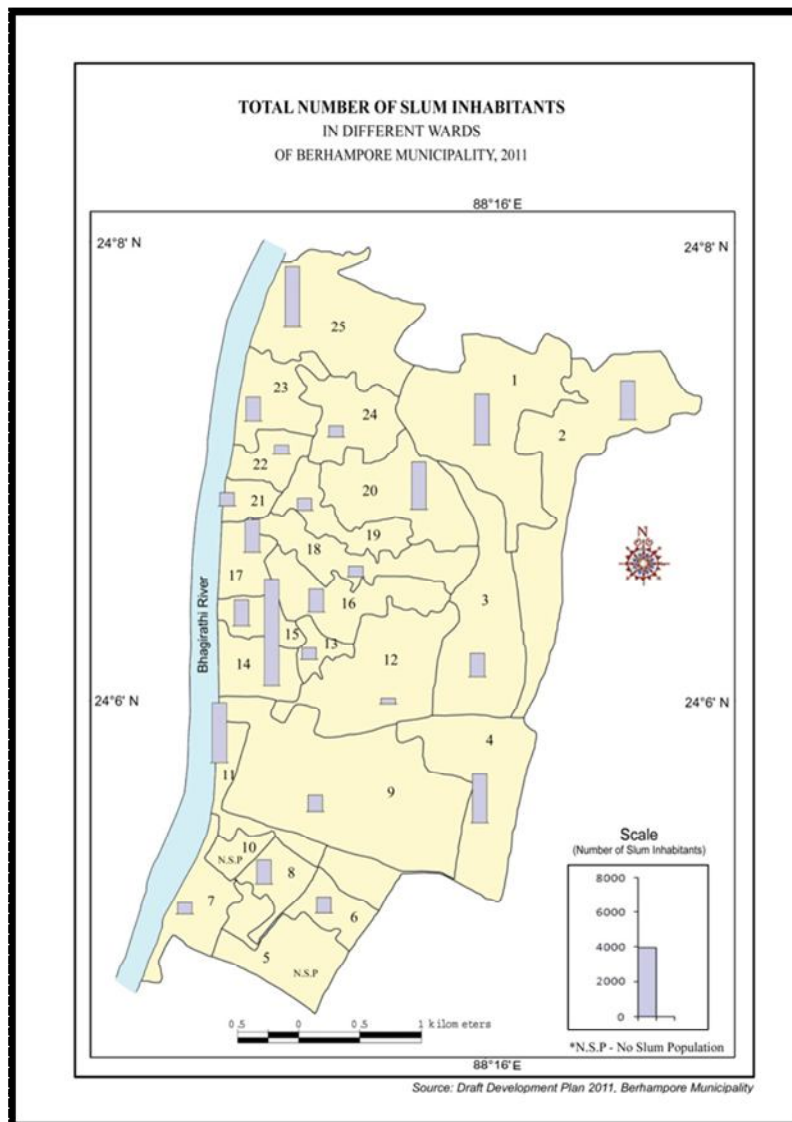 TOTAL NUMBER OF SLUM INHABITANTS
IN DIFFERENT WARDS
OF BERHAMPORE MUNICIPALITY, 2011
88°16' E
24°8' N
24°8' N
25
1
23
24
2
22
20
21
19
18
N
17
16
3
15
13
12
14
Bhagirathi River
24°6' N
24°6' N
4
11
9
10
N.S.P
8
7
6
5
N.S.P
Scale
(Number of Slum Inhabitants)
8000
6000
4000
2000
0
0.5 0 0.5 1 kilometers
*N.S.P - No Slum Population
88°16' E
Source: Draft Development Plan 2011, Berhampore Municipality